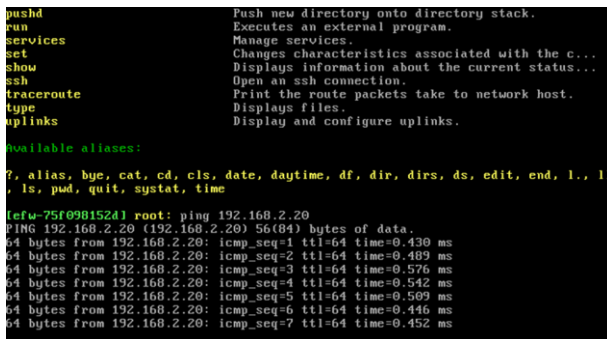 pushd Push new directory onto directory stack.
run Executes an external program.
services Manage services.
set Changes characteristics associated with the c...
show Displays information about the current status...
ssh Open an ssh connection.
traceroute Print the route packets take to network host.
type Displays files.
uplinks Display and configure uplinks.
Available aliases:
?, alias, bye, cat, cd, cls, date, daytime, df, dir, dirs, ds, edit, end, l., l
, ls, pwd, quit, systat, time
[efw-75f098152d] root: ping 192.168.2.20
PING 192.168.2.20 (192.168.2.20) 56(84) bytes of data.
64 bytes from 192.168.2.20: icmp_seq=1 ttl=64 time=0.430 ms
64 bytes from 192.168.2.20: icmp_seq=2 ttl=64 time=0.489 ms
64 bytes from 192.168.2.20: icmp_seq=3 ttl=64 time=0.576 ms
64 bytes from 192.168.2.20: icmp_seq=4 ttl=64 time=0.542 ms
64 bytes from 192.168.2.20: icmp_seq=5 ttl=64 time=0.509 ms
64 bytes from 192.168.2.20: icmp_seq=6 ttl=64 time=0.446 ms
64 bytes from 192.168.2.20: icmp_seq=7 ttl=64 time=0.452 ms